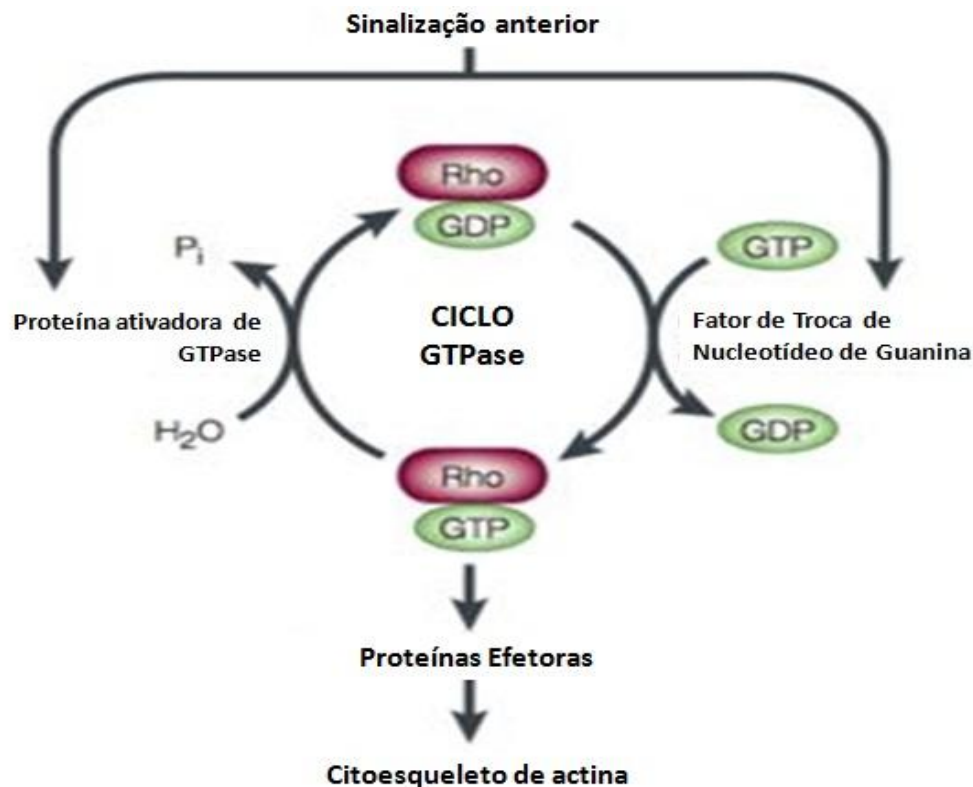 Sinalização anterior
Rho
GDP
Pi
GTP
Proteína ativadora de
GTPase
CICLO
GTPase
Fator de Troca de
Nucleotídeo de Guanina
H2O
GDP
Rho
GTP
Proteínas Efetoras
Citoesqueleto de actina